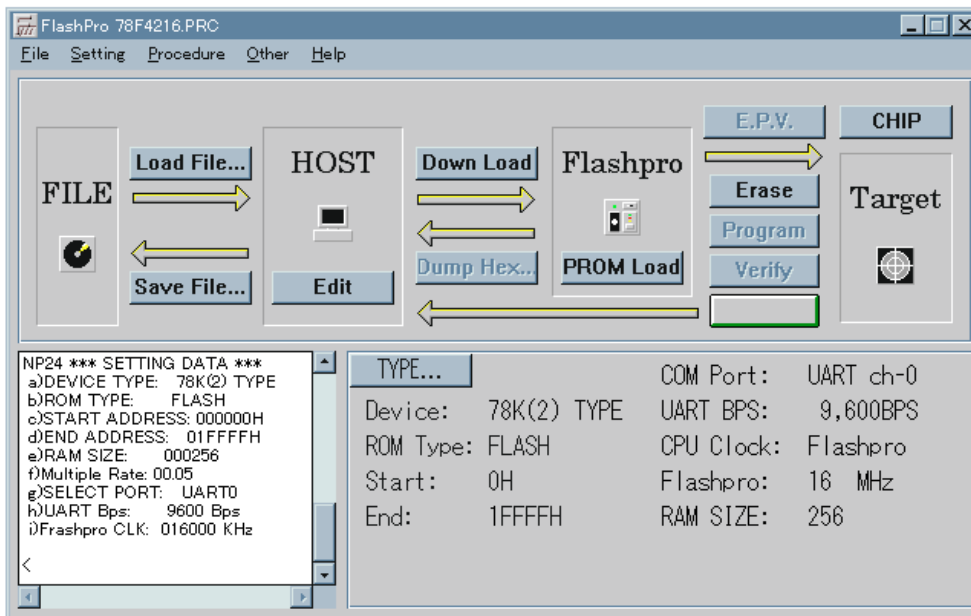 FlashPro 78F4216.PRC
File Setting Procedure Other Help
E.P.V.
CHIP
FILE
Load File...
HOST
Down Load
Flashpro
Erase
Target
Program
Save File...
Edit
Dump Hex...
PROM Load
Verify
NP24 *** SETTING DATA ***
a)DEVICE TYPE: 78K(2) TYPE
b)ROM TYPE: FLASH
c)START ADDRESS: 000000H
d)END ADDRESS: 01FFFFH
e)RAM SIZE: 000256
f)Multiple Rate: 00.05
g)SELECT PORT: UART0
h)UART Bps: 9600 Bps
i)Frashpro CLK: 016000 KHz
<
TYPE...
Device: 78K(2) TYPE
ROM Type: FLASH
Start: 0H
End: 1FFFFH
COM Port: UART ch-0
UART BPS: 9,600BPS
CPU Clock: Flashpro
Flashpro: 16 MHz
RAM SIZE: 256